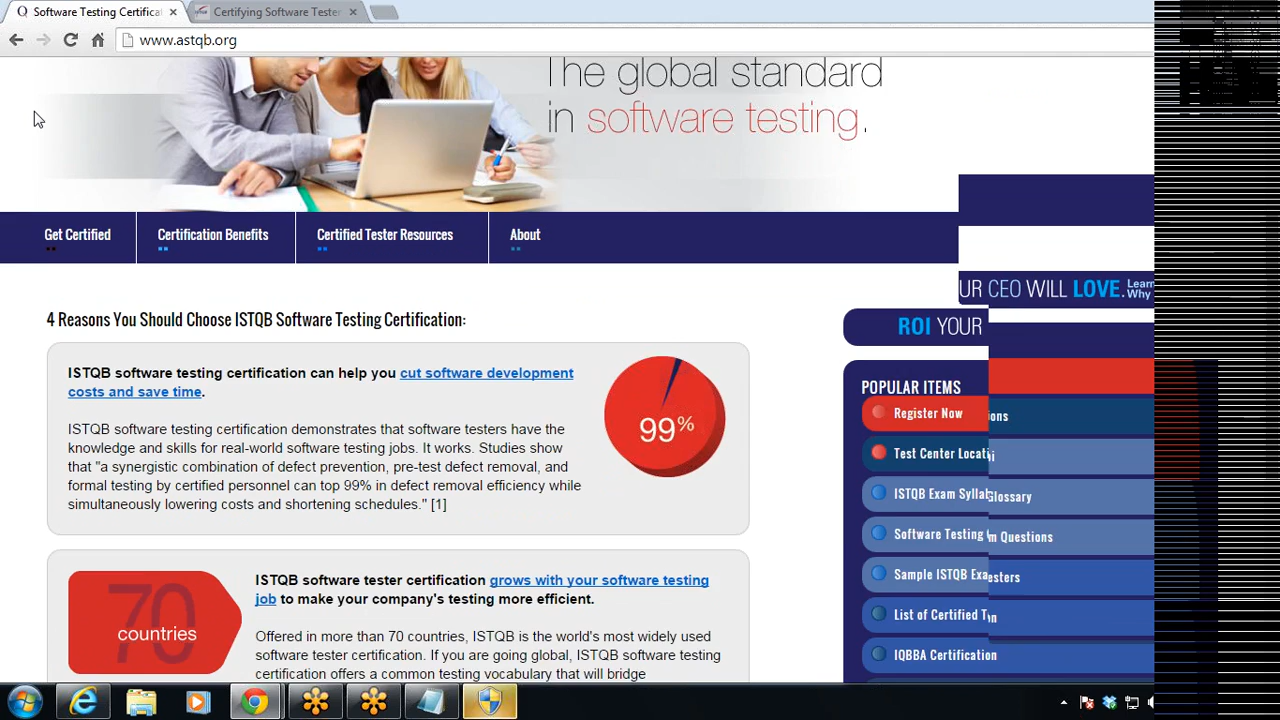 Software Testing Certificat
Certifying Software Tester
www.astqb.org
he global standard
in software testing.
Get Certified
Certification Benefits
Certified Tester Resources
About
UR CEO WILL LOVE. Learn Why
ROI YOUR
4 Reasons You Should Choose ISTQB Software Testing Certification:
ISTQB software testing certification can help you cut software development
costs and save time.
99%
ISTQB software testing certification demonstrates that software testers have the
knowledge and skills for real-world software testing jobs. It works. Studies show
that "a synergistic combination of defect prevention, pre-test defect removal, and
formal testing by certified personnel can top 99% in defect removal efficiency while
simultaneously lowering costs and shortening schedules." [1]
70
countries
ISTQB software tester certification grows with your software testing
job to make your company's
more efficient.
Offered in more than 70 countries, ISTQB is the world's most widely used
software tester certification. If you are
global, ISTQB software testing
certification offers a common testing vocabulary that will bridge
POPULAR ITEMS
Register Now
ions
Test Center Locati
ISTQB Exam Sylla
Glossary
Software Testing
m Questions
Sample ISTQB Exa
esters
List of Certified T
n
IQBBA Certification